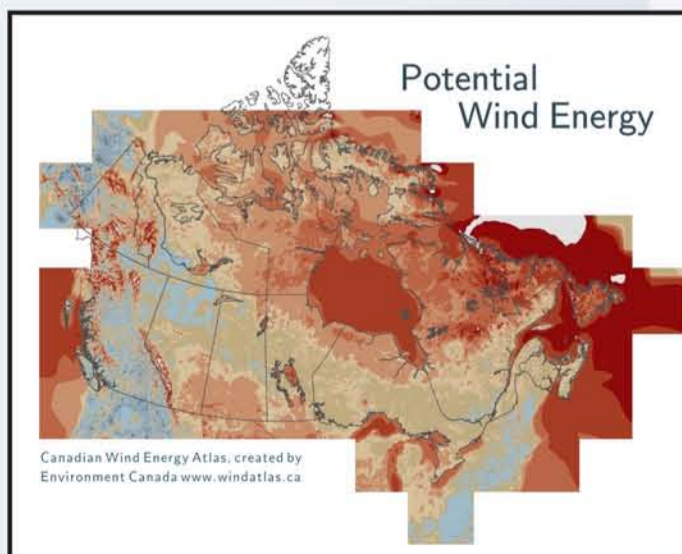 Potential
Wind Energy
Canadian Wind Energy Atlas, created by
Environment Canada www.windatlas.ca